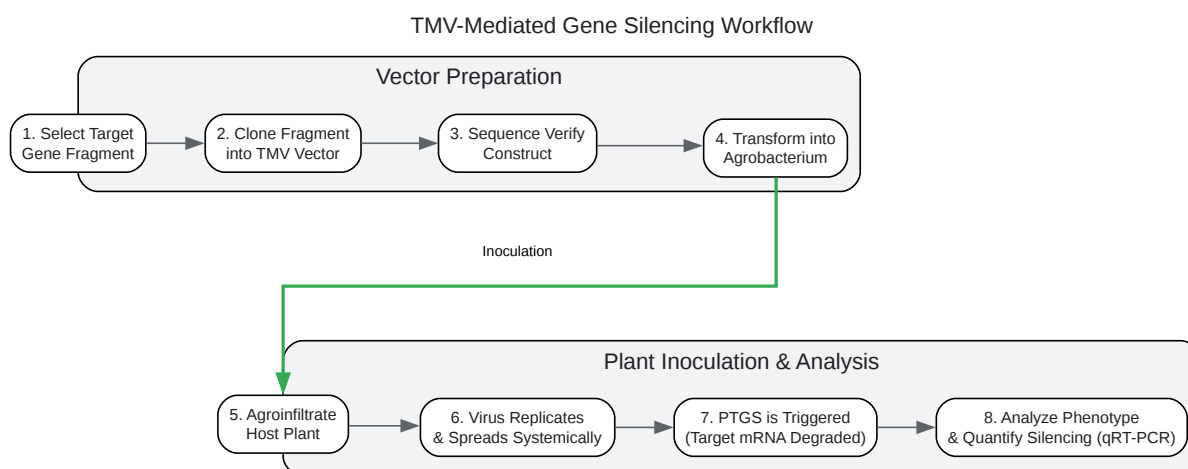 TMV-Mediated Gene Silencing Workflow
Vector Preparation
1. Select Target
Gene Fragment
2. Clone Fragment
into TMV Vector
3. Sequence Verify
Construct
4. Transform into
Agrobacterium
Inoculation
Plant Inoculation & Analysis
5. Agroinfiltrate
Host Plant
6. Virus Replicates
& Spreads Systemically
7. PTGS is Triggered
(Target mRNA Degraded)
8. Analyze Phenotype
& Quantify Silencing (qRT-PCR)